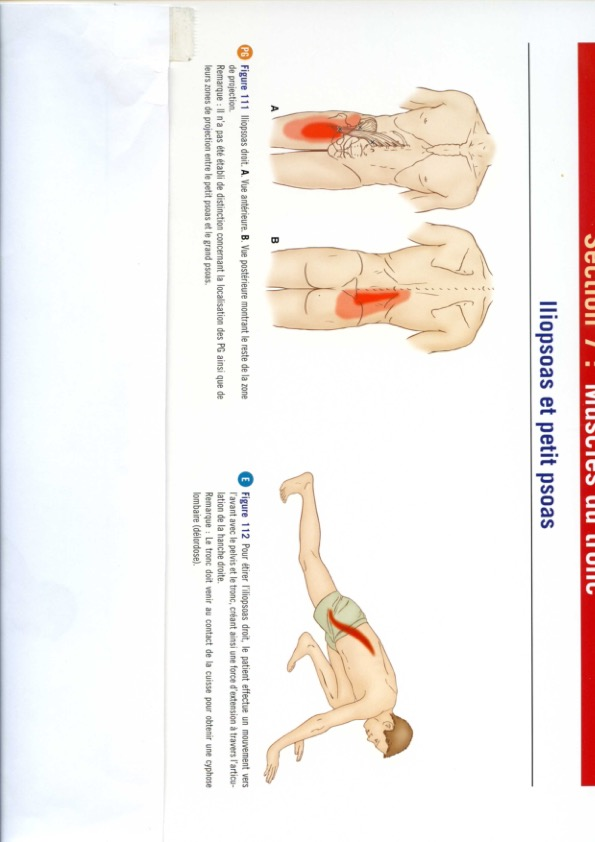 Section 7 : Muscles du tronc
Iliopsoas et petit psoas
A
B
PG Figure 111 Iliopsoas droit. A. Vue antérieure. B. Vue postérieure montrant le reste de la zone
de projection.
Remarque : Il n'a pas été établi de distinction concernant la localisation des PG ainsi que de
leurs zones de projection entre le petit psoas et le grand psoas.
E Figure 112 Pour étirer l'iliopsoas droit, le patient effectue un mouvement vers
l'avant avec le pelvis et le tronc, créant ainsi une force d'extension à travers l'articu-
lation de la hanche droite.
Remarque : Le tronc doit venir au contact de la cuisse pour obtenir une cyphose
lombaire (délordose).